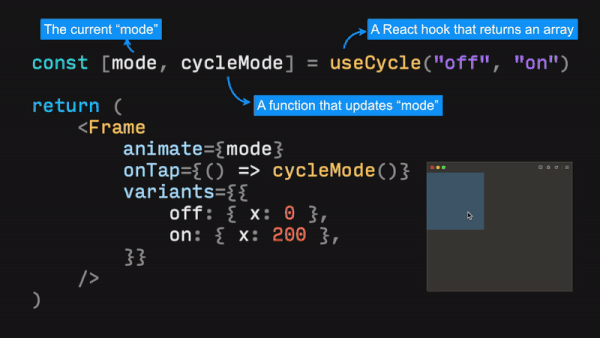 The current “mode”
A React hook that returns an array
const [mode, cycleMode] = useCycle("off", "on")
A function that updates “mode”
return (
<Frame
animate={mode}
onTap={() => cycleMode()}
variants={{
off: { x: 0 },
on: { x: 200 },
}}
/>
)